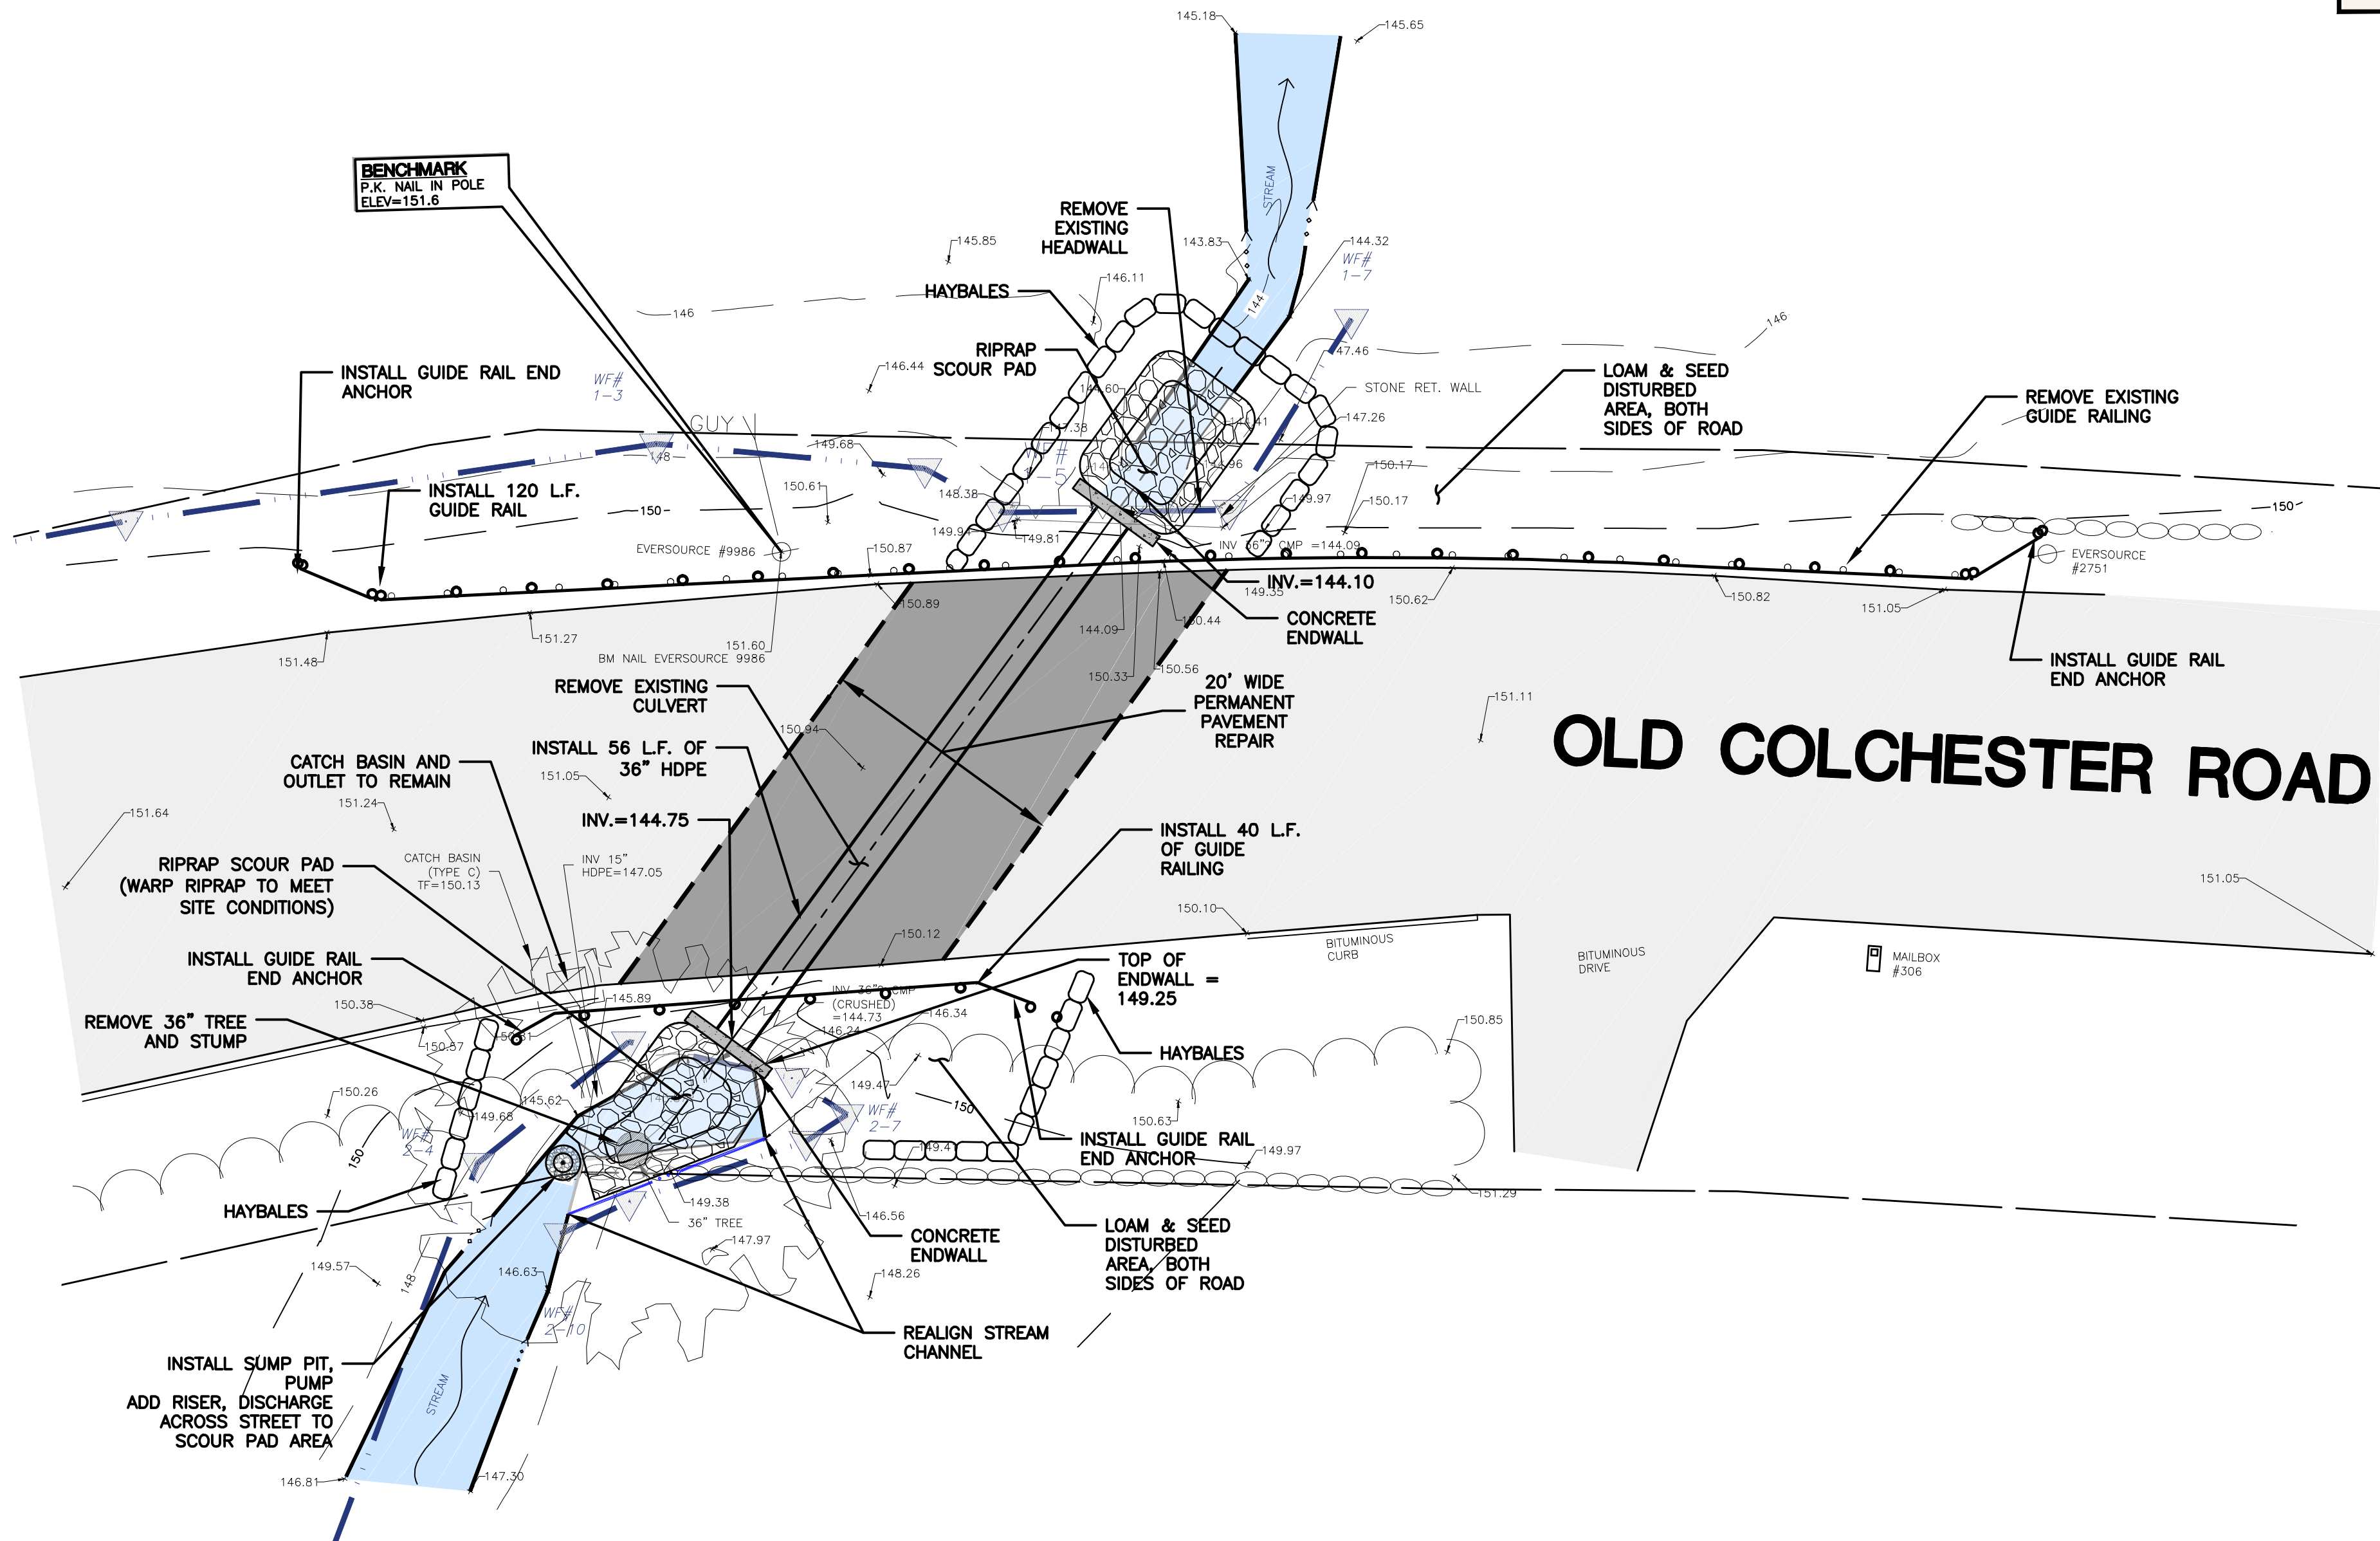 145.18
145.65
BENCHMARK
P.K. NAIL IN POLE
ELEV=151.6
STREAM
REMOVE
EXISTING
HEADWALL
145.85
143.83
144.32
WF#
1-7
146.11
HAYBALES
144
146
146
RIPRAP
SCOUR PAD
146.44
INSTALL GUIDE RAIL END
ANCHOR
WF#
1-3
STONE RET. WALL
LOAM & SEED
DISTURBED
AREA, BOTH
SIDES OF ROAD
REMOVE EXISTING
GUIDE RAILING
GUY
147.26
147.38
149.68
148
150.17
150.17
INSTALL 120 L.F.
GUIDE RAIL
150.61
148.38
149.97
150
150
149.94
149.81
EVERSOURCE #9986
150.87
EVERSOURCE
#2751
INV.=144.10
149.35
150.89
150.62
150.82
151.05
144.09
CONCRETE
ENDWALL
151.27
151.48
151.60
BM NAIL EVERSOURCE 9986
150.33
150.56
INSTALL GUIDE RAIL
END ANCHOR
REMOVE EXISTING
CULVERT
20' WIDE
PERMANENT
PAVEMENT
REPAIR
151.11
150.94
OLD COLCHESTER ROAD
CATCH BASIN AND
OUTLET TO REMAIN
INSTALL 56 L.F. OF
36" HDPE
151.05
151.24
151.64
INV.=144.75
INSTALL 40 L.F.
OF GUIDE
RAILING
RIPRAP SCOUR PAD
(WARP RIPRAP TO MEET
SITE CONDITIONS)
CATCH BASIN
(TYPE C)
TF=150.13
INV 15"
HDPE=147.05
151.05
150.10
150.12
BITUMINOUS
CURB
BITUMINOUS
DRIVE
MAILBOX
#306
INSTALL GUIDE RAIL
END ANCHOR
TOP OF
ENDWALL =
149.25
150.38
145.89
(CRUSHED)
=144.73
146.24
146.34
REMOVE 36" TREE
AND STUMP
150.57
150.85
HAYBALES
149.47
150.26
145.62
149.68
WF#
2-7
150
150.63
WF#
2-4
150
INSTALL GUIDE RAIL
END ANCHOR
149.97
151.29
HAYBALES
149.38
146.56
36" TREE
147.97
CONCRETE
ENDWALL
LOAM & SEED
DISTURBED
AREA, BOTH
SIDES OF ROAD
149.57
148
146.63
148.26
WF#
2-10
REALIGN STREAM
CHANNEL
INSTALL SUMP PIT,
PUMP
ADD RISER, DISCHARGE
ACROSS STREET TO
SCOUR PAD AREA
STREAM
146.81
147.30